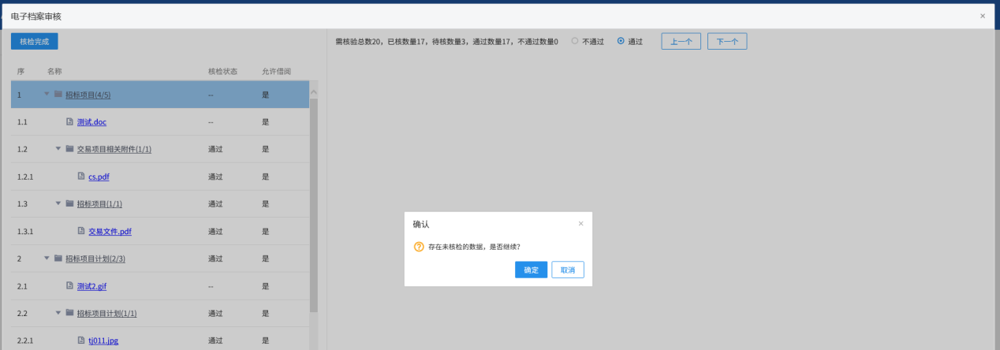 电子档案审核
核检完成
需核验总数20，已核数量17，待核数量3，通过数量17，不通过数量0 不通过 通过 上一个 下一个
序 名称 核检状态 允许借阅
1 招标项目(4/5) -- 是
1.1 测试.doc -- 是
1.2 交易项目相关附件(1/1) 通过 是
1.2.1 cs.pdf 通过 是
1.3 招标项目(1/1) 通过 是
1.3.1 交易文件.pdf 通过 是
2 招标项目计划(2/3) 通过 是
2.1 测试2.gif -- 是
2.2 招标项目计划(1/1) 通过 是
2.2.1 tj011.jpg 通过 是
确认
存在未核检的数据，是否继续?
确定 取消